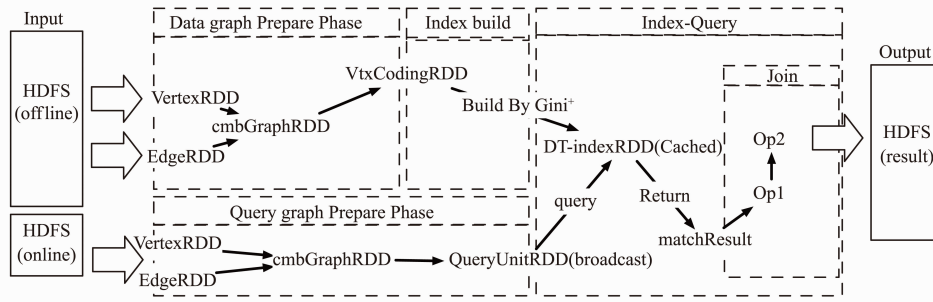 Input
Data graph Prepare Phase
Index build
Index-Query
Output
HDFS
(offline)
VertexRDD
EdgeRDD
cmbGraphRDD
VtxCodingRDD
Build By Gini+
DT-indexRDD(Cached)
query
Return
matchResult
Join
Op2
Op1
HDFS
(result)
HDFS
(online)
Query graph Prepare Phase
VertexRDD
EdgeRDD
cmbGraphRDD
QueryUnitRDD(broadcast)